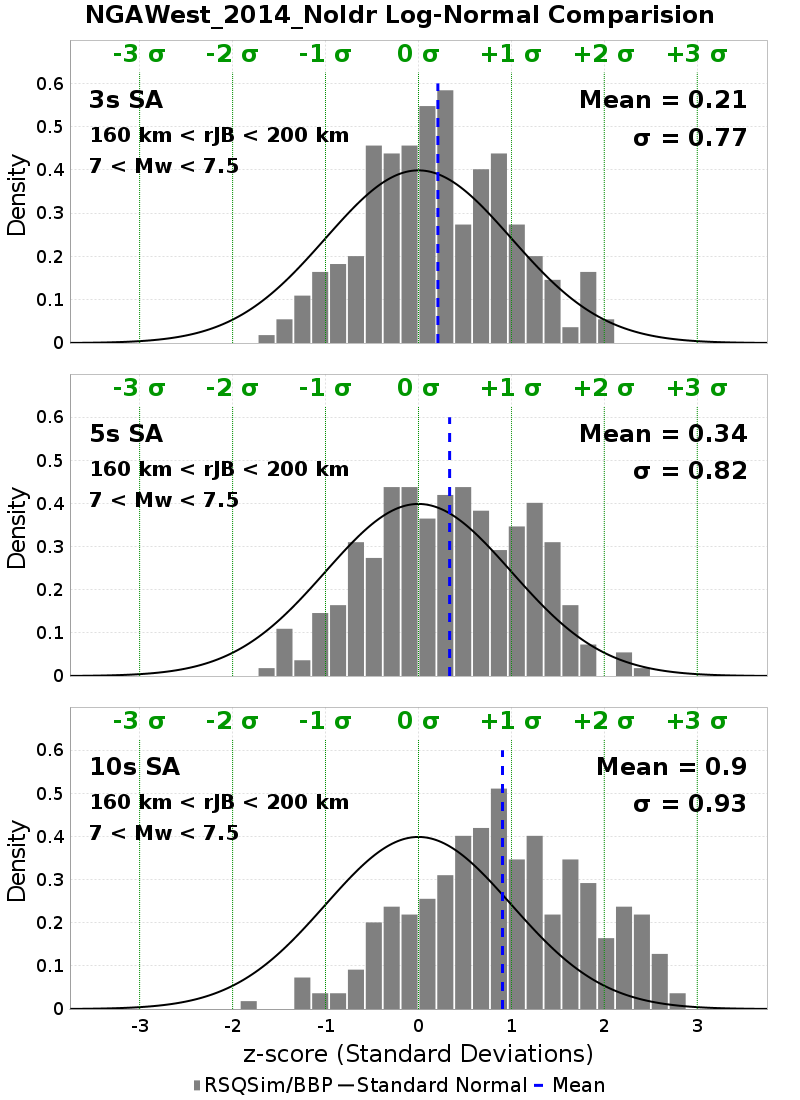 NGAWest_2014_NoIdr Log-Normal Comparision
-3 σ -2 σ -1 σ 0 σ +1 σ +2 σ +3 σ
3s SA
160 km < rJB < 200 km
7 < Mw < 7.5
Mean = 0.21
σ = 0.77
0.6
0.5
0.4
0.3
0.2
0.1
0
Density
-3 σ -2 σ -1 σ 0 σ +1 σ +2 σ +3 σ
5s SA
160 km < rJB < 200 km
7 < Mw < 7.5
Mean = 0.34
σ = 0.82
0.6
0.5
0.4
0.3
0.2
0.1
0
Density
-3 σ -2 σ -1 σ 0 σ +1 σ +2 σ +3 σ
10s SA
160 km < rJB < 200 km
7 < Mw < 7.5
Mean = 0.9
σ = 0.93
0.6
0.5
0.4
0.3
0.2
0.1
0
Density
-3 -2 -1 0 1 2 3
z-score (Standard Deviations)
RSQSim/BBP Standard Normal Mean